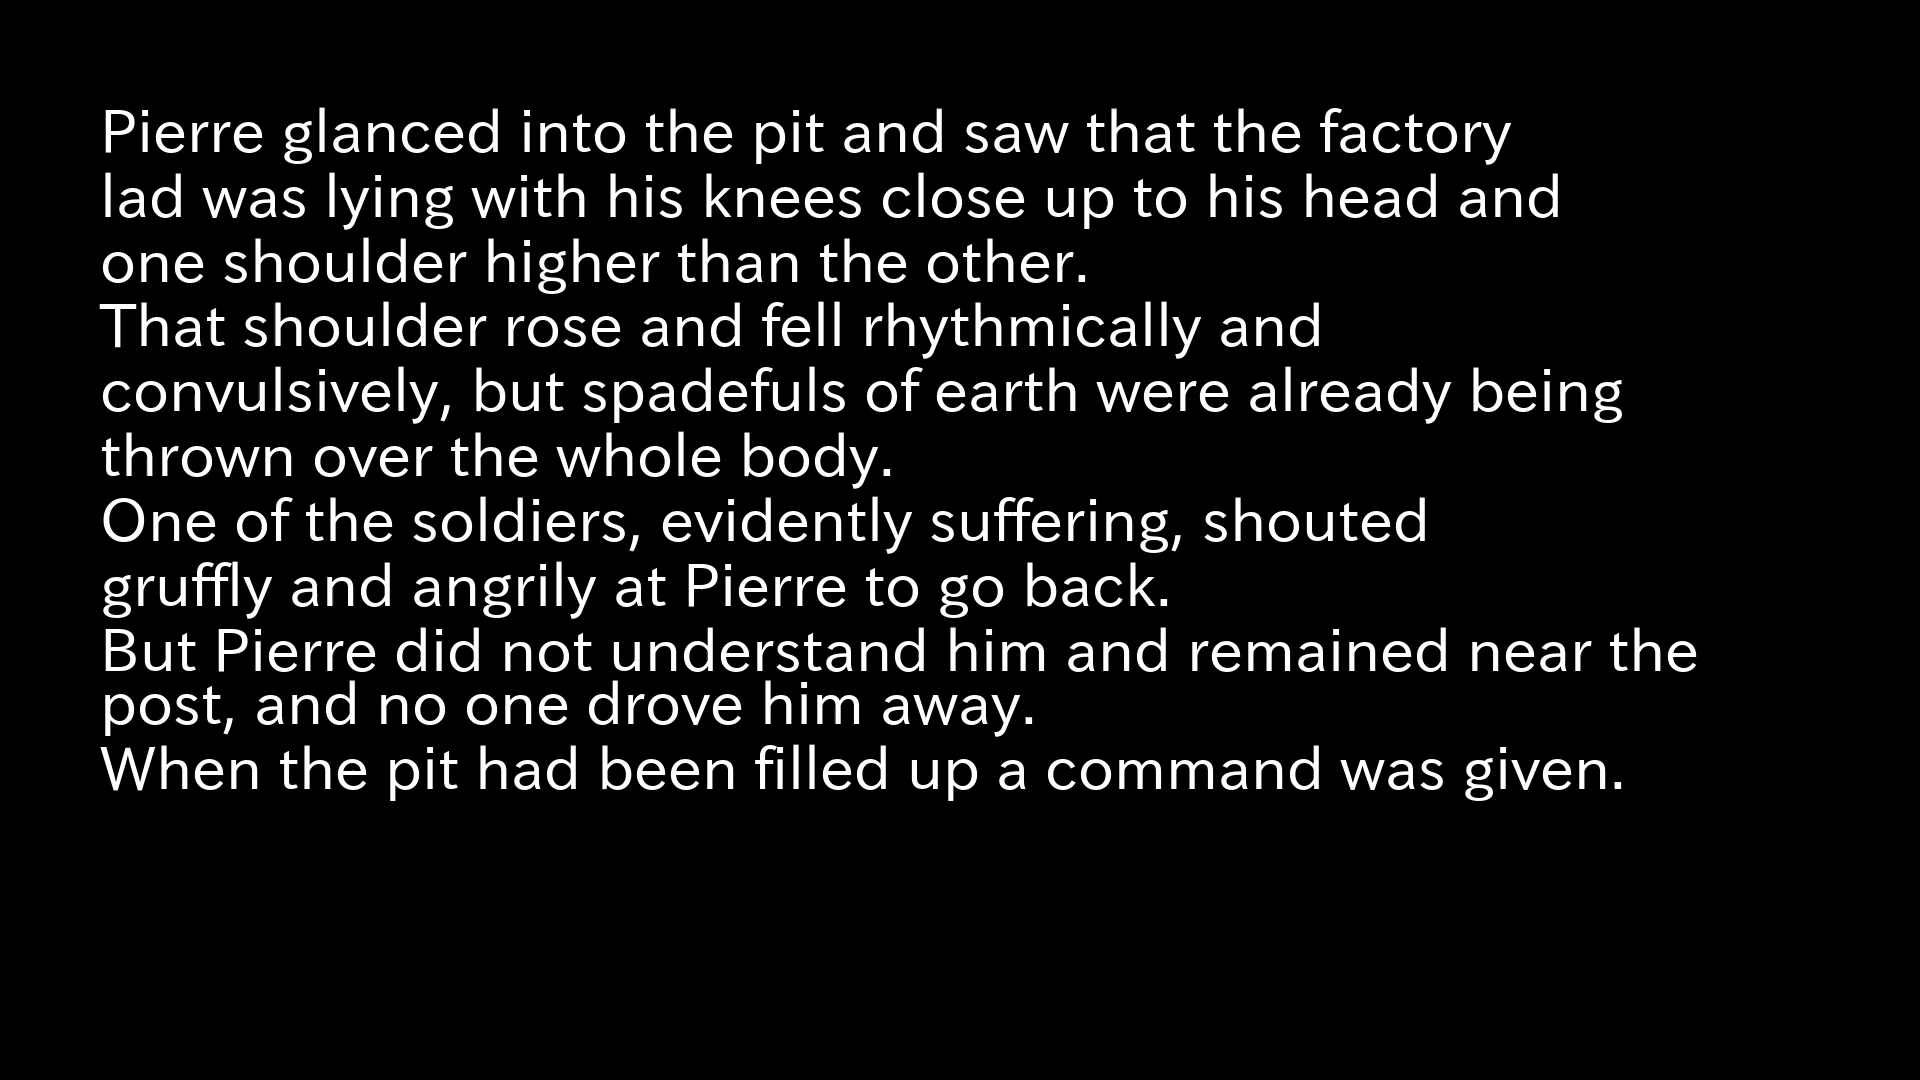 Pierre glanced into the pit and saw that the factory
lad was lying with his knees close up to his head and
one shoulder higher than the other.
That shoulder rose and fell rhythmically and
convulsively, but spadefuls of earth were already being
thrown over the whole body.
One of the soldiers, evidently suffering, shouted
gruffly and angrily at Pierre to go back.
But Pierre did not understand him and remained near the
post, and no one drove him away.
When the pit had been filled up a command was given.